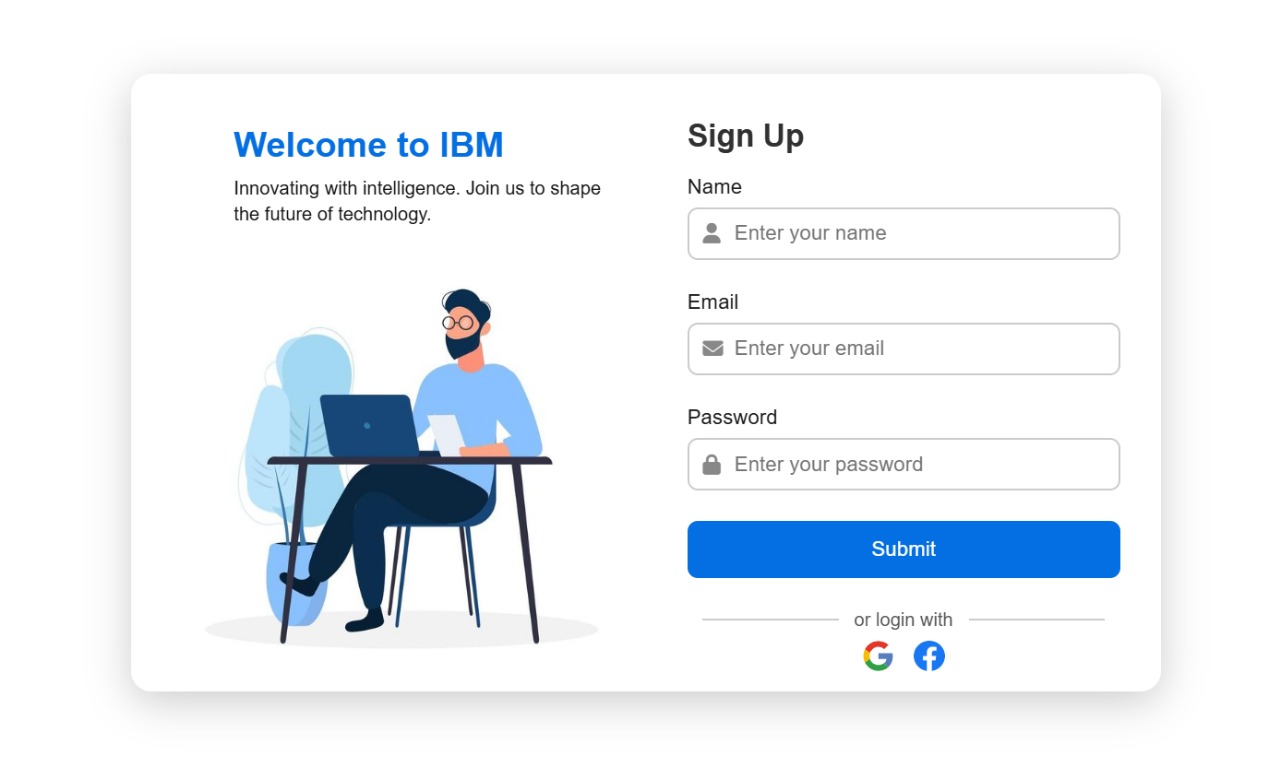 Welcome to IBM
Innovating with intelligence. Join us to shape
the future of technology.
Sign Up
Name
Enter your name
Email
Enter your email
Password
Enter your password
Submit
or login with